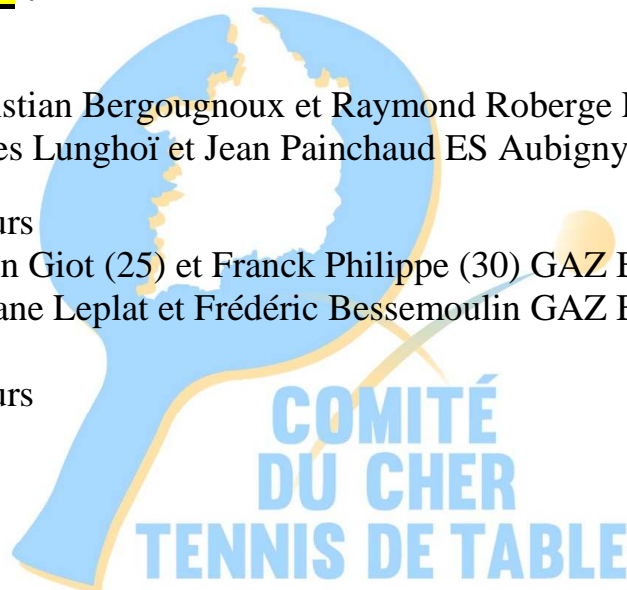 stian Bergougnoux et Raymond Roberge
es Lunghoï et Jean Painchaud ES Aubigny
urs
n Giot (25) et Franck Philippe (30) GAZ
ane Leplat et Frédéric Bessemoulin GAZ
urs
COMITÉ
DU CHER
TENNIS DE TABLE